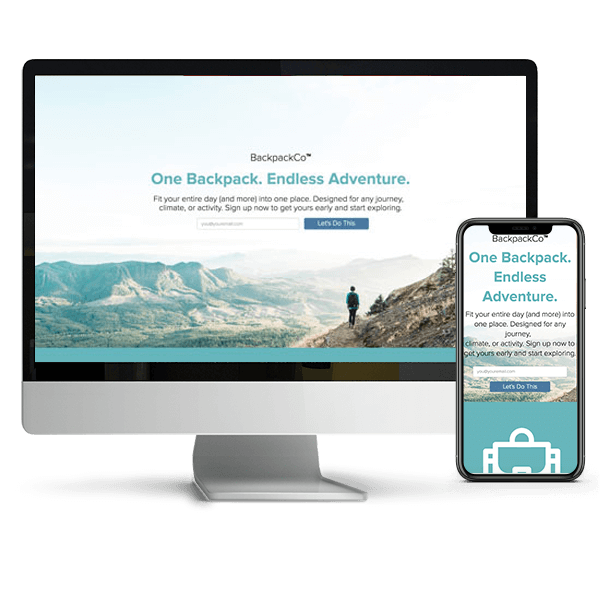 BackpackCo™
One Backpack. Endless Adventure.
Fit your entire day (and more) into one place. Designed for any journey,
climate, or activity. Sign up now to get yours early and start exploring.
you@youremail.com
Let's Do This
BackpackCo™
One Backpack.
Endless
Adventure.
Fit your entire day (and more) into
one place. Designed for any
journey,
climate, or activity. Sign up now to
get yours early and start exploring.
you@youremail.com
Let's Do This